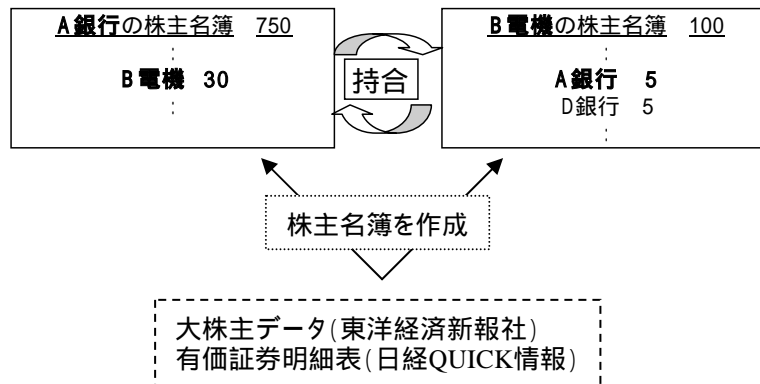 A銀行の株主名簿 750
:
B電機 30
:
持合
B電機の株主名簿 100
:
A銀行 5
D銀行 5
:
株主名簿を作成
大株主データ(東洋経済新報社)
有価証券明細表(日経QUICK情報)